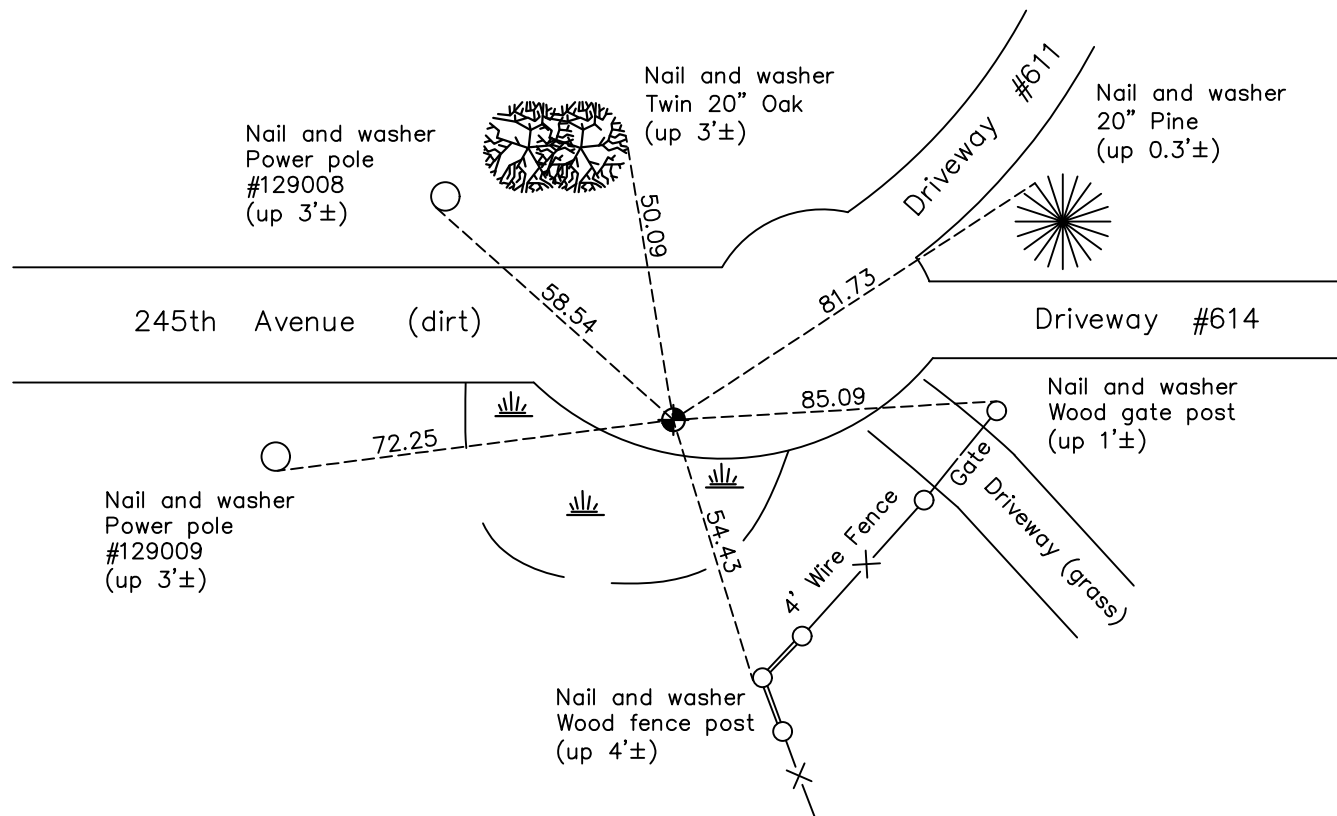 Nail and washer
Twin 20” Oak
(up 3'±)
#611
Driveway
Nail and washer
20” Pine
(up 0.3'±)
Nail and washer
Power pole
#129008
(up 3'±)
50.09
58.54
81.73
245th Avenue (dirt)
Driveway #614
85.09
Nail and washer
Wood gate post
(up 1'±)
72.25
Nail and washer
Power pole
#129009
(up 3'±)
Gate
Driveway (grass)
4' Wire Fence
54.43
Nail and washer
Wood fence post
(up 4'±)